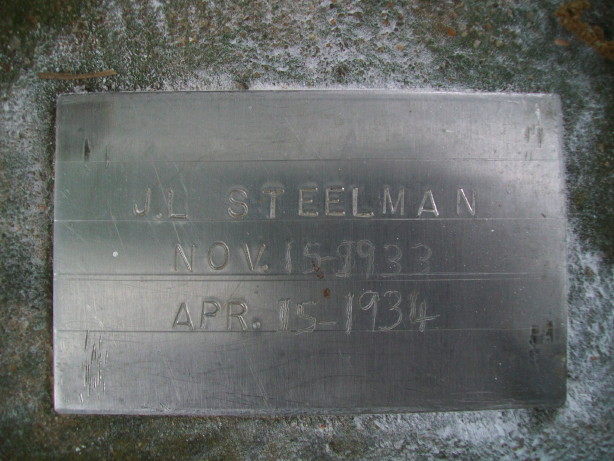 J.L STEELMAN
NOV. 15-1933
APR. 15-1934